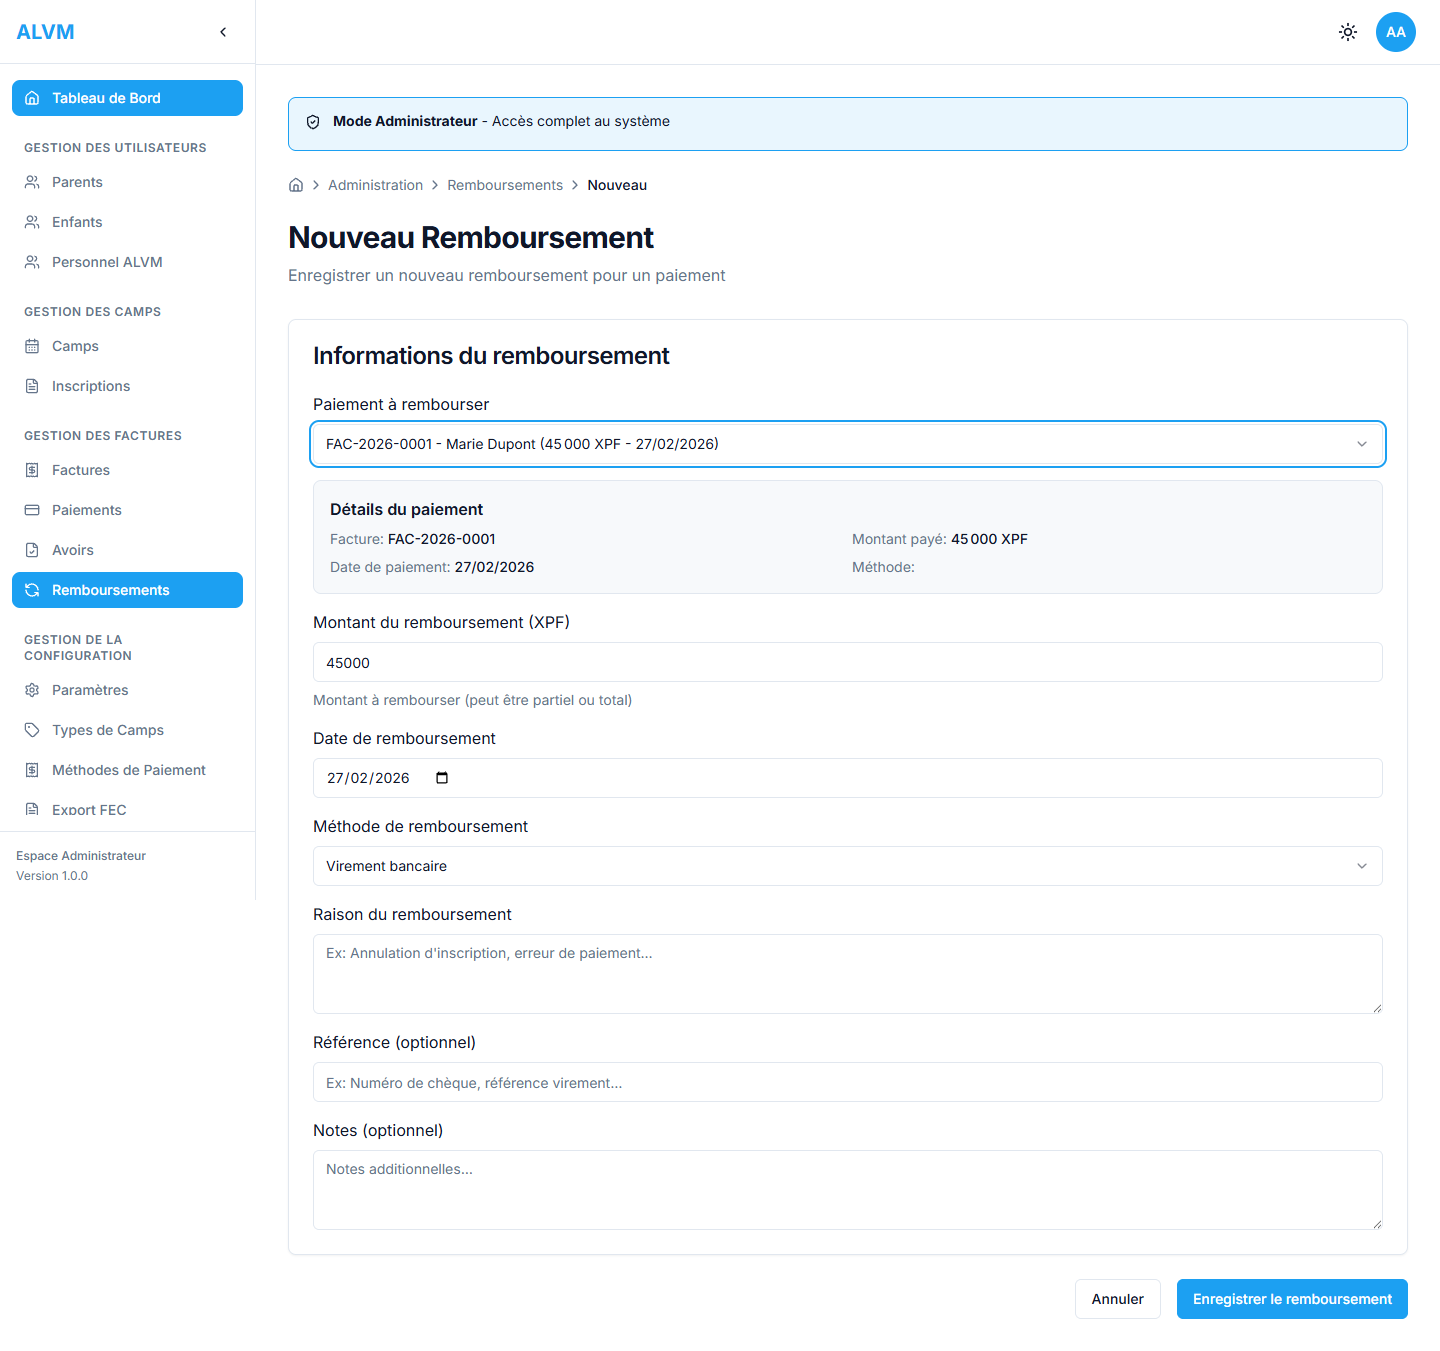 ALVM
AA
Tableau de Bord
GESTION DES UTILISATEURS
Parents
Enfants
Personnel ALVM
GESTION DES CAMPS
Camps
Inscriptions
GESTION DES FACTURES
Factures
Paiements
Avoirs
Remboursements
GESTION DE LA
CONFIGURATION
Paramètres
Types de Camps
Méthodes de Paiement
Export FEC
Espace Administrateur
Version 1.0.0
Mode Administrateur - Accès complet au système
Administration > Remboursements > Nouveau
Nouveau Remboursement
Enregistrer un nouveau remboursement pour un paiement
Informations du remboursement
Paiement à rembourser
FAC-2026-0001 - Marie Dupont (45 000 XPF - 27/02/2026)
Détails du paiement
Facture: FAC-2026-0001
Montant payé: 45 000 XPF
Date de paiement: 27/02/2026
Méthode:
Montant du remboursement (XPF)
45000
Montant à rembourser (peut être partiel ou total)
Date de remboursement
27/02/2026
Méthode de remboursement
Virement bancaire
Raison du remboursement
Ex: Annulation d'inscription, erreur de paiement...
Référence (optionnel)
Ex: Numéro de chèque, référence virement...
Notes (optionnel)
Notes additionnelles...
Annuler
Enregistrer le remboursement